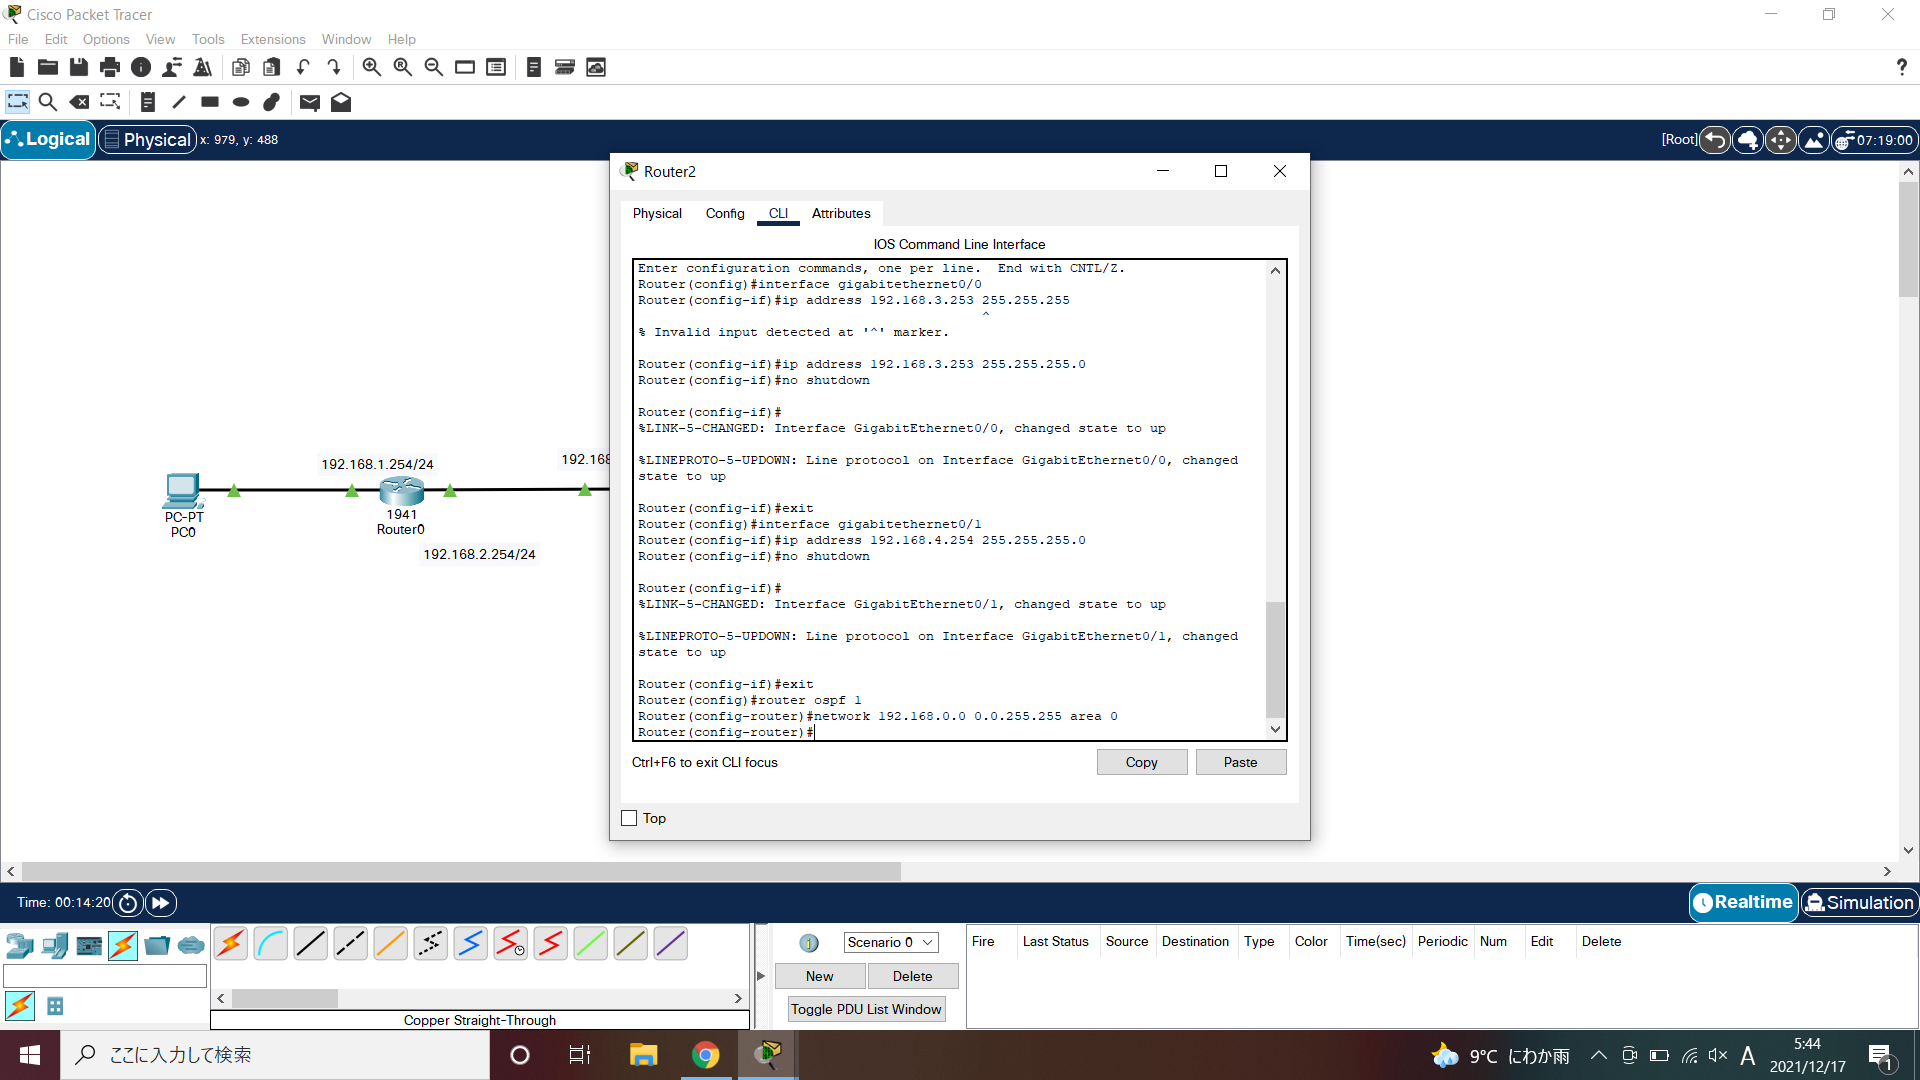 Cisco Packet Tracer
File Edit Options View Tools Extensions Window Help
?
Logical Physical x: 979, y: 488
[Root] 07:19:00
192.168.1.254/24
192.168
PC-PT
PC0
1941
Router0
192.168.2.254/24
Router2
Physical Config CLI Attributes
IOS Command Line Interface
Enter configuration commands, one per line.  End with CNTL/Z.
Router(config)#interface gigabitethernet0/0
Router(config-if)#ip address 192.168.3.253 255.255.255
^
% Invalid input detected at '^' marker.
Router(config-if)#ip address 192.168.3.253 255.255.255.0
Router(config-if)#no shutdown
Router(config-if)#
%LINK-5-CHANGED: Interface GigabitEthernet0/0, changed state to up
%LINEPROTO-5-UPDOWN: Line protocol on Interface GigabitEthernet0/0, changed
state to up
Router(config-if)#exit
Router(config)#interface gigabitethernet0/1
Router(config-if)#ip address 192.168.4.254 255.255.255.0
Router(config-if)#no shutdown
Router(config-if)#
%LINK-5-CHANGED: Interface GigabitEthernet0/1, changed state to up
%LINEPROTO-5-UPDOWN: Line protocol on Interface GigabitEthernet0/1, changed
state to up
Router(config-if)#exit
Router(config)#router ospf 1
Router(config-router)#network 192.168.0.0 0.0.255.255 area 0
Router(config-router)#
Ctrl+F6 to exit CLI focus
Copy Paste
Top
Time: 00:14:20
Realtime Simulation
Scenario 0
New Delete
Toggle PDU List Window
Fire Last Status Source Destination Type Color Time(sec) Periodic Num Edit Delete
Copper Straight-Through
ここに入力して検索
9°C にわか雨
A
5:44
2021/12/17
1